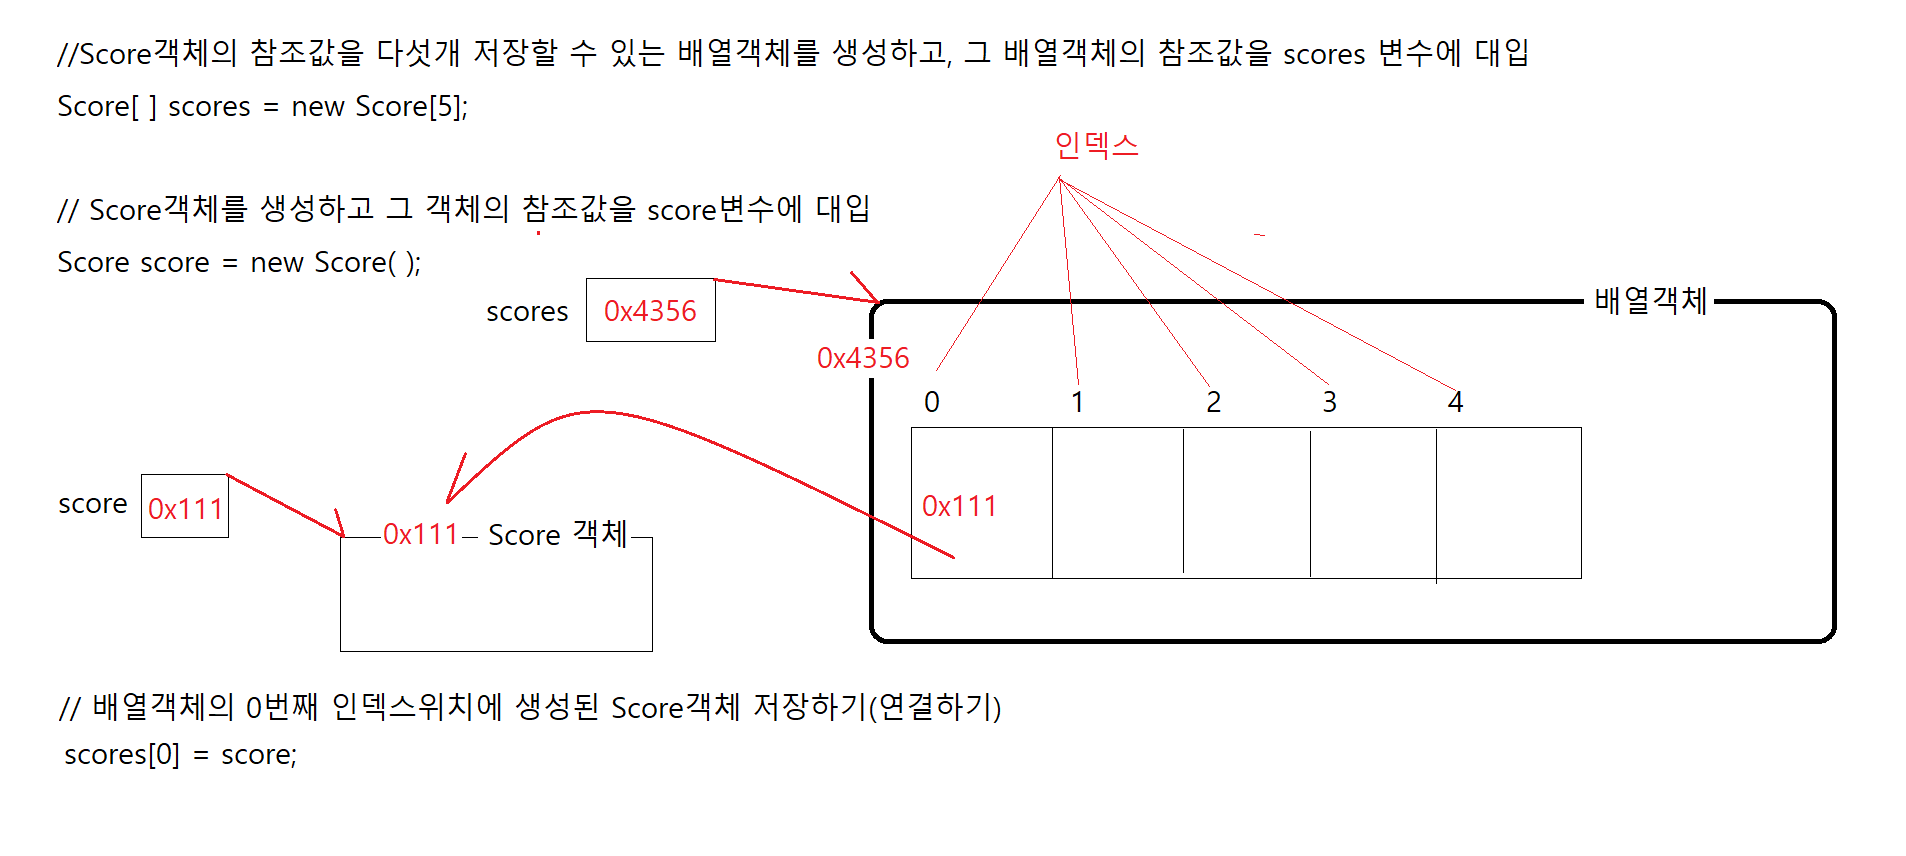 //Score객체의 참조값을 다섯개 저장할 수 있는 배열객체를 생성하고, 그 배열객체의 참조값을 scores 변수에 대입
Score[ ] scores = new Score[5];
인덱스
// Score객체를 생성하고 그 객체의 참조값을 score변수에 대입
Score score = new Score( );
scores 0x4356
배열객체
0x4356
0 1 2 3 4
score 0x111
0x111
0x111 Score 객체
// 배열객체의 0번째 인덱스위치에 생성된 Score객체 저장하기(연결하기)
scores[0] = score;